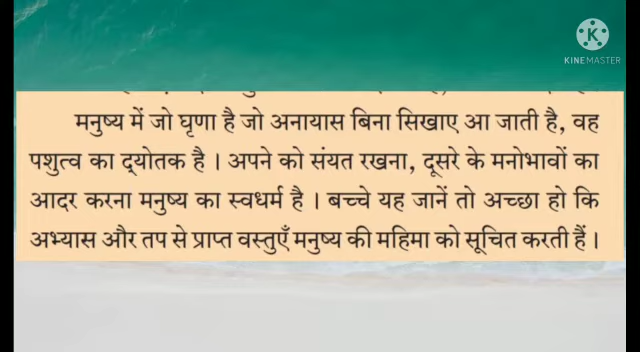 KINEMASTER
मनुष्य में जो घृणा है जो अनायास बिना सिखाए आ जाती है, वह
पशुत्व का द्योतक है । अपने को संयत रखना, दूसरे के मनोभावों का
आदर करना मनुष्य का स्वधर्म है । बच्चे यह जानें तो अच्छा हो कि
अभ्यास और तप से प्राप्त वस्तुएँ मनुष्य की महिमा को सूचित करती हैं ।